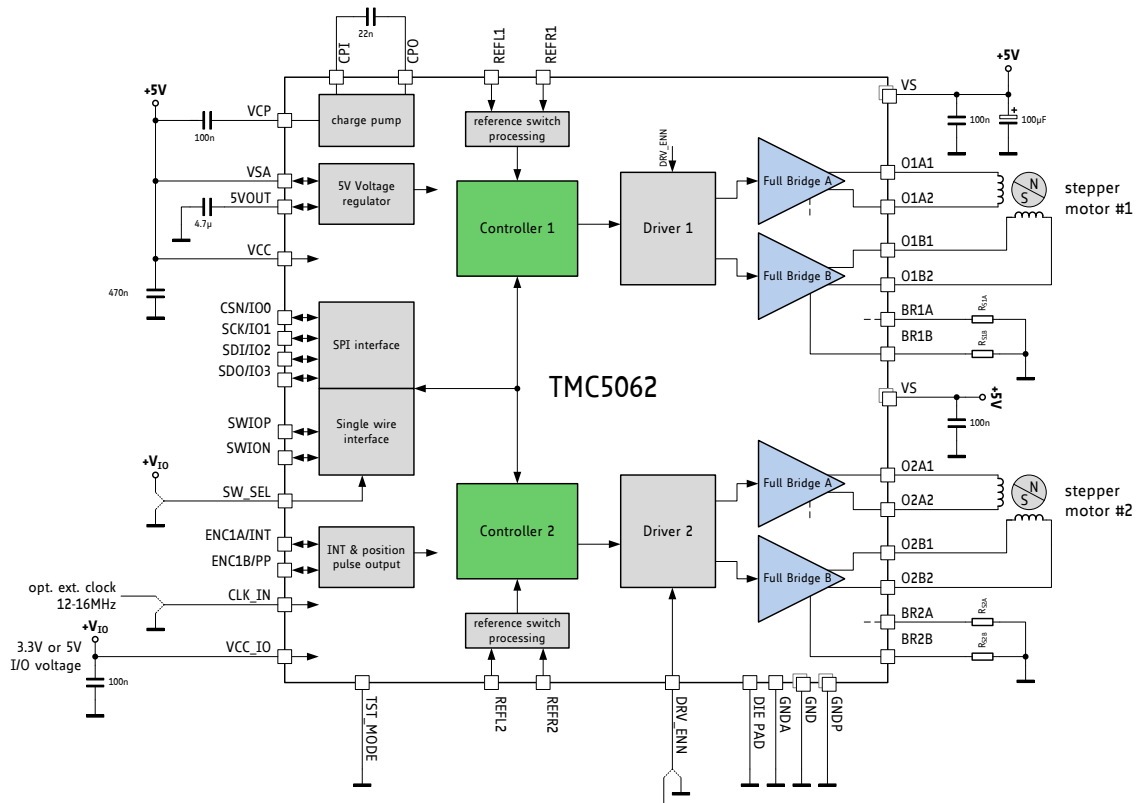 CPI
22n
CPO
REFL1
REFR1
+5V
VCP
100n
charge pump
reference switch
processing
DRV_ENN
VS
+5V
100n
+
100µF
VSA
5VOUT
4.7µ
5V Voltage
regulator
VCC
470n
Controller 1
Driver 1
Full Bridge A
Full Bridge B
O1A1
O1A2
O1B1
O1B2
BR1A
BR1B
RS1A
RS1B
N
S
stepper
motor #1
CSN/IO0
SCK/IO1
SDI/IO2
SDO/IO3
SPI interface
TMC5062
VS
+5V
100n
SWIOP
SWION
Single wire
interface
+VIO
SW_SEL
ENC1A/INT
ENC1B/PP
INT & position
pulse output
Controller 2
Driver 2
Full Bridge A
Full Bridge B
O2A1
O2A2
O2B1
O2B2
BR2A
BR2B
RS2A
RS2B
N
S
stepper
motor #2
opt. ext. clock
12-16MHz
CLK_IN
+VIO
3.3V or 5V
I/O voltage
VCC_IO
100n
reference switch
processing
TST_MODE
REFL2
REFR2
DRV_ENN
DIE PAD
GNDA
GND
GNDP